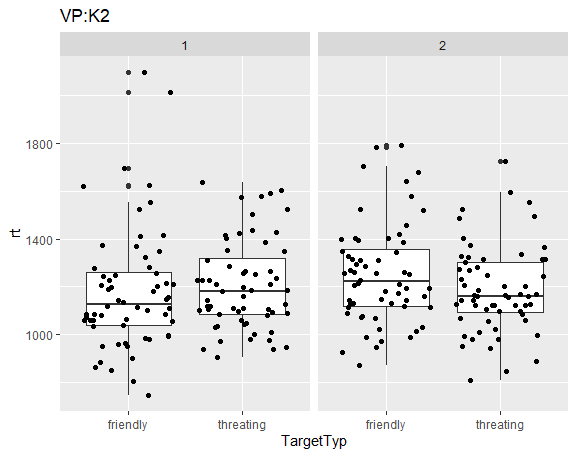 VP:K2
1
2
rt
1800
1400
1000
friendly
threating
friendly
threating
TargetTyp